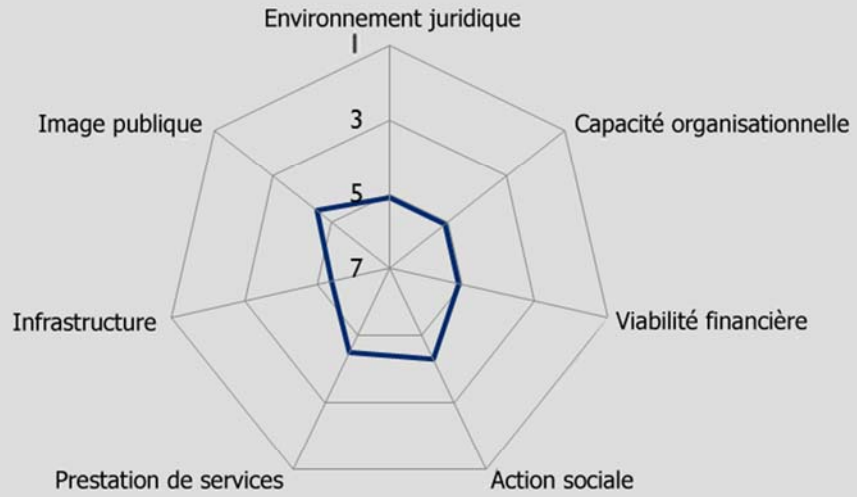 Environnement juridique
1
Image publique
3
Capacité organisationnelle
5
7
Infrastructure
Viabilité financière
Prestation de services
Action sociale